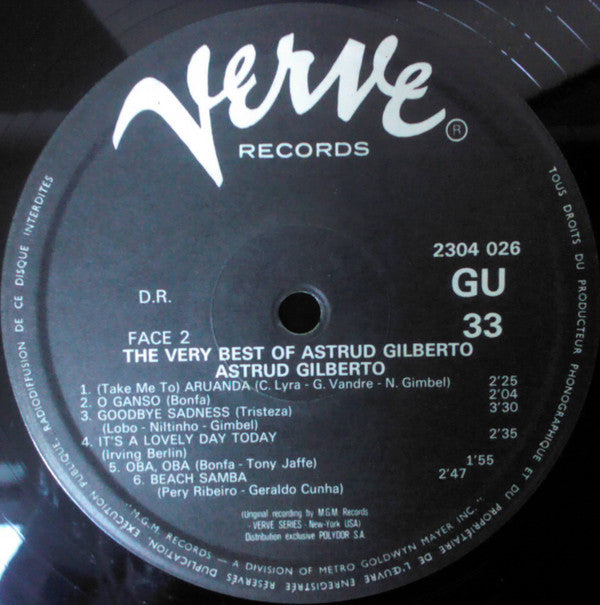 Verve
®
RECORDS
2304 026
GU
33
D.R.
FACE 2
THE VERY BEST OF ASTRUD GILBERTO
ASTRUD GILBERTO
1. (Take Me To) ARUANDA (C. Lyra - G. Vandre - N. Gimbel) 2'25
2. O GANSO (Bonfa) 2'04
3. GOODBYE SADNESS (Tristeza) 3'30
(Lobo - Niltinho - Gimbel)
4. IT'S A LOVELY DAY TODAY 2'35
(Irving Berlin)
5. OBA, OBA (Bonfa - Tony Jaffe) 1'55
6. BEACH SAMBA 2'47
(Pery Ribeiro - Geraldo Cunha)
(Original recording by M.G.M. Records
- VERVE SERIES - New-York USA)
Distribution exclusive POLYDOR S.A.
"M.G.M. RECORDS — A DIVISION OF METRO GOLDWYN MAYER INC."
TOUS DROITS DU PRODUCTEUR PHONOGRAPHIQUE ET DU PROPRIÉTAIRE DE L'ŒUVRE ENREGISTRÉE RÉSERVÉS DUPLICATION, EXÉCUTION PUBLIQUE RADIODIFFUSION DE CE DISQUE INTERDITES